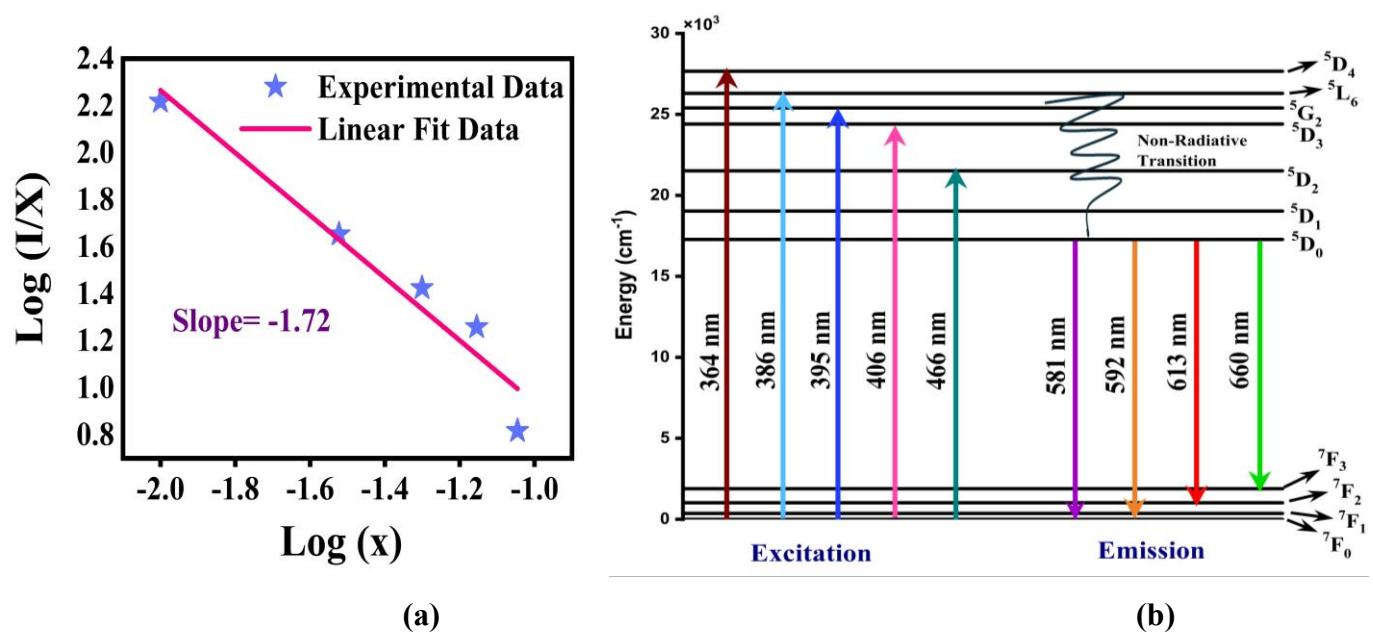 2.4
2.2
2.0
1.8
1.6
1.4
1.2
1.0
0.8
Log (I/X)
Experimental Data
Linear Fit Data
Slope= -1.72
-2.0 -1.8 -1.6 -1.4 -1.2 -1.0
Log (x)
(a)
×10³
30
25
20
15
10
5
0
Energy (cm⁻¹)
364 nm
386 nm
395 nm
406 nm
466 nm
581 nm
592 nm
613 nm
660 nm
Non-Radiative
Transition
⁵D₄
⁵L₆
⁵G₂
⁵D₃
⁵D₂
⁵D₁
⁵D₀
⁷F₃
⁷F₂
⁷F₁
⁷F₀
Excitation
Emission
(b)